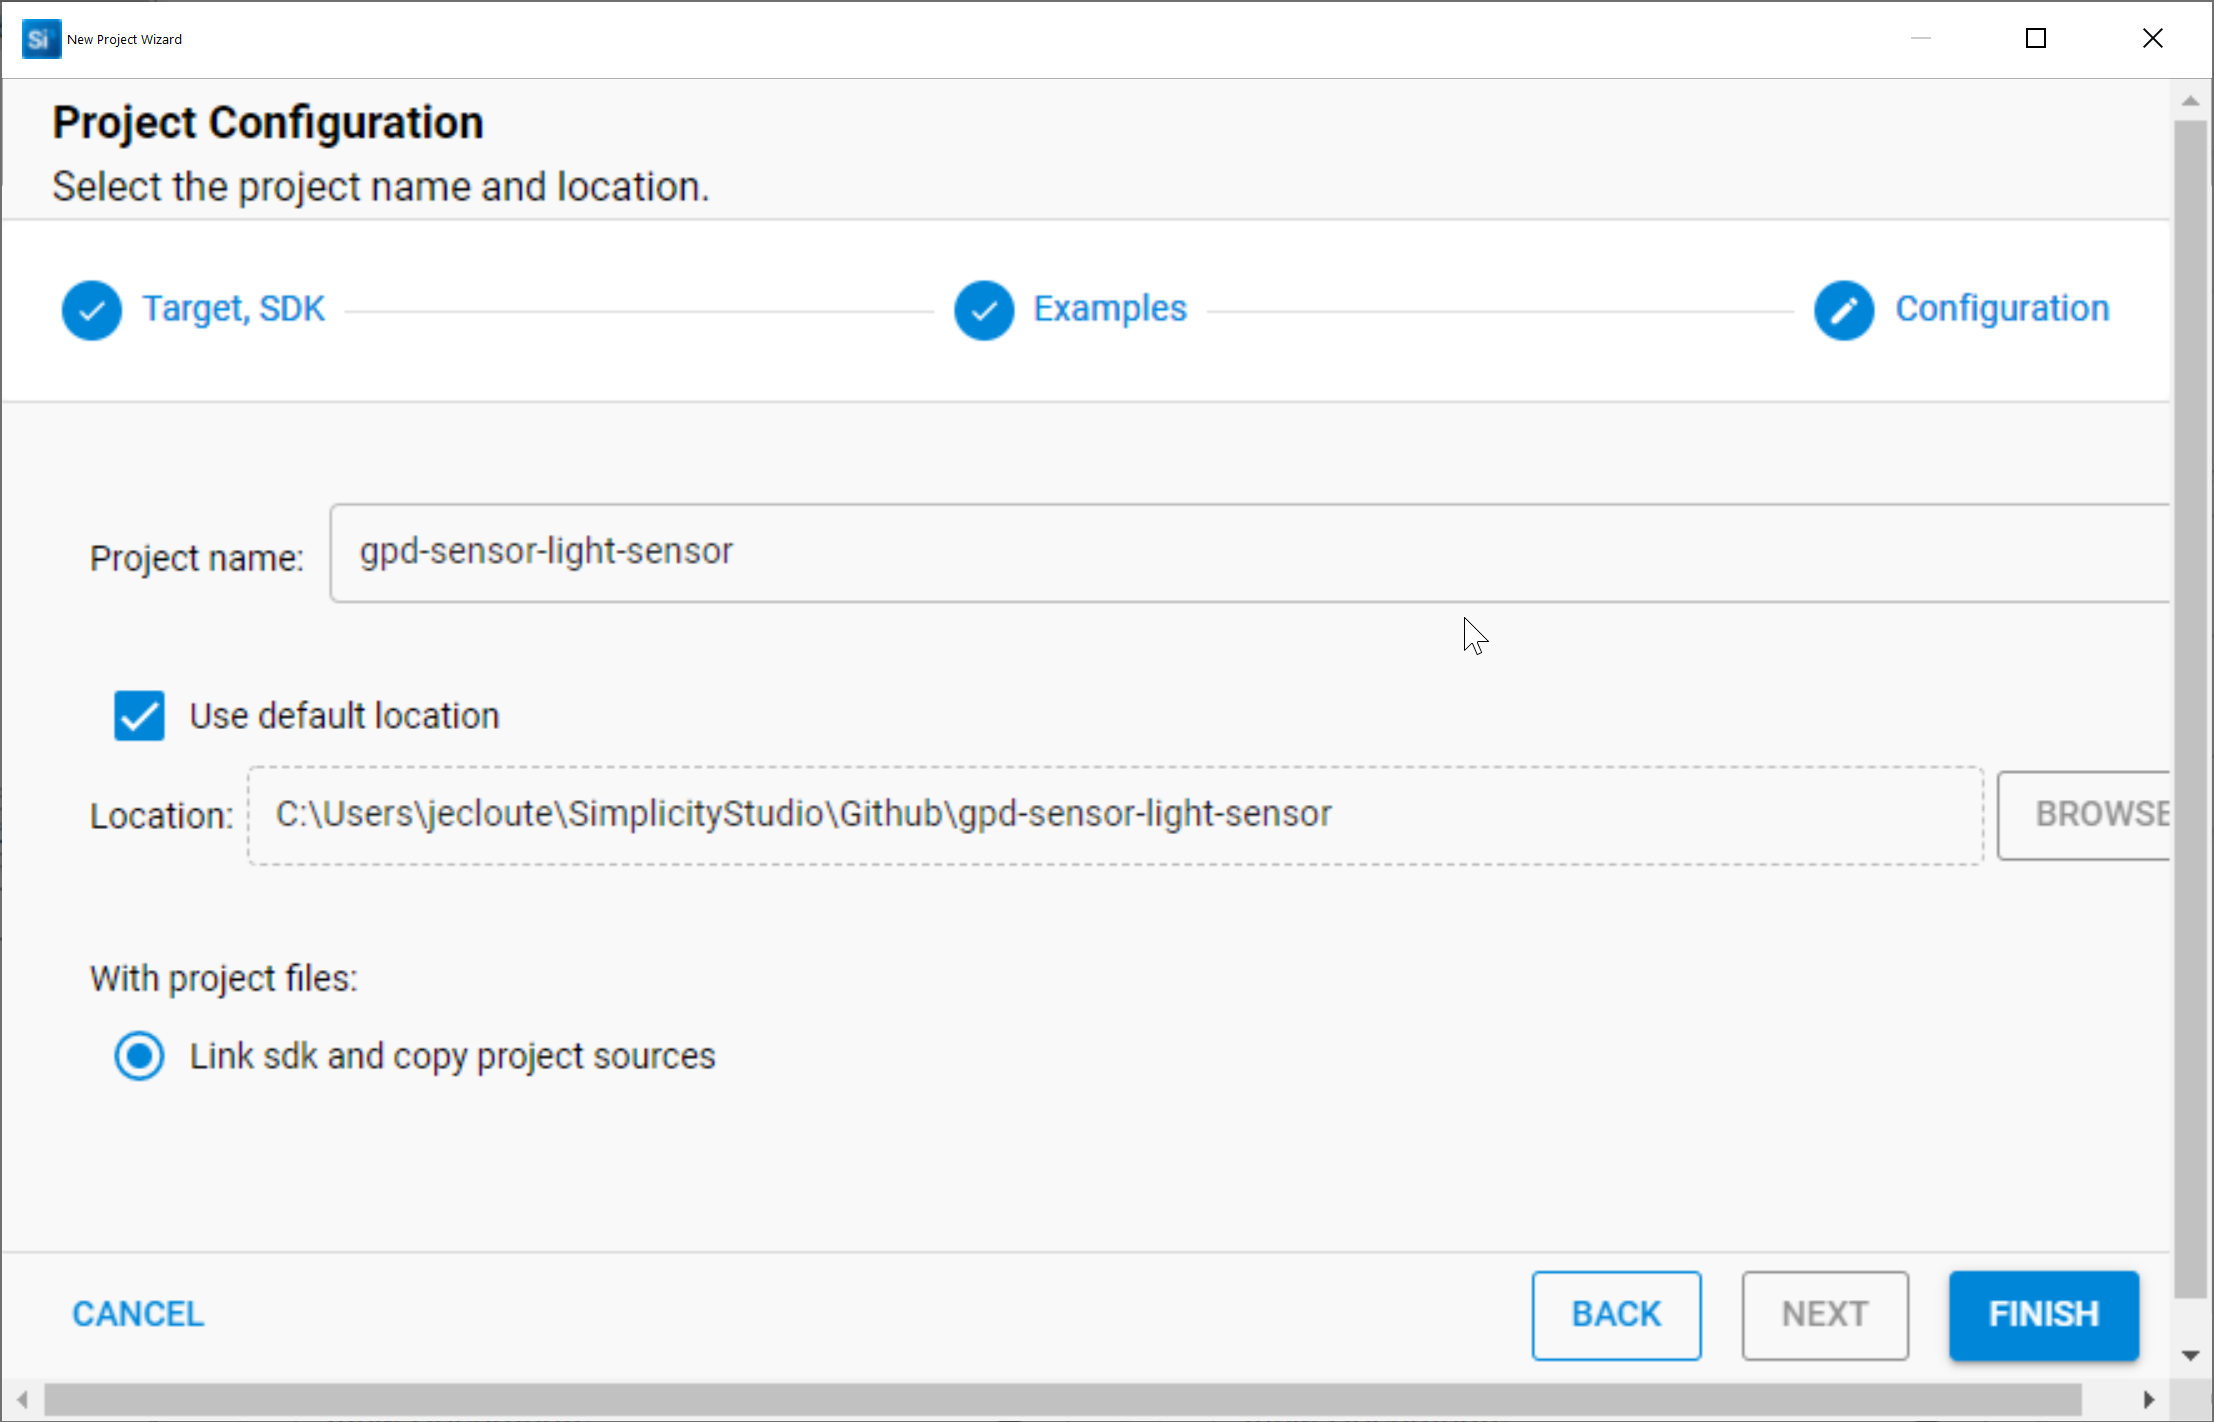 Si New Project Wizard
Project Configuration
Select the project name and location.
Target, SDK Examples Configuration
Project name: gpd-sensor-light-sensor
Use default location
Location: C:\Users\jecloute\SimplicityStudio\Github\gpd-sensor-light-sensor BROWSE
With project files:
Link sdk and copy project sources
CANCEL BACK NEXT FINISH